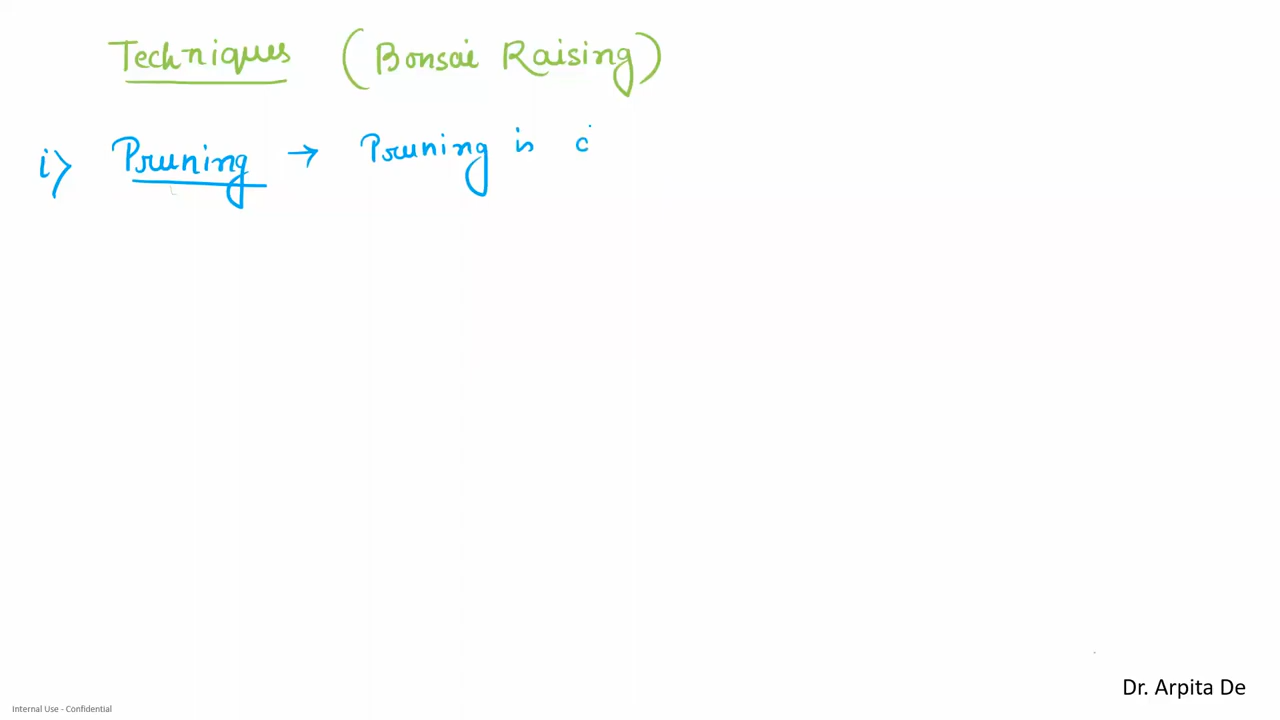 Techniques (Bonsai Raising)
i) Pruning → Pruning is
Dr. Arpita De
Internal Use - Confidential